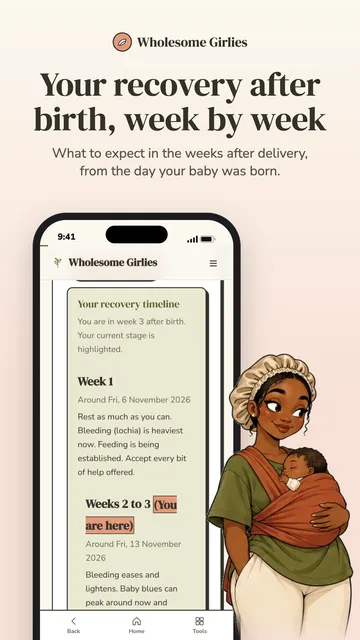 Wholesome Girlies
Your recovery after
birth, week by week
What to expect in the weeks after delivery,
from the day your baby was born.
9:41
Wholesome Girlies
Your recovery timeline
You are in week 3 after birth.
Your current stage is
highlighted.
Week 1
Around Fri, 6 November 2026
Rest as much as you can.
Bleeding (lochia) is heaviest
now. Feeding is being
established. Accept every bit
of help offered.
Weeks 2 to 3 (You
are here)
Around Fri, 13 November
2026
Bleeding eases and
lightens. Baby blues can
peak around now and
Back
Home
Tools